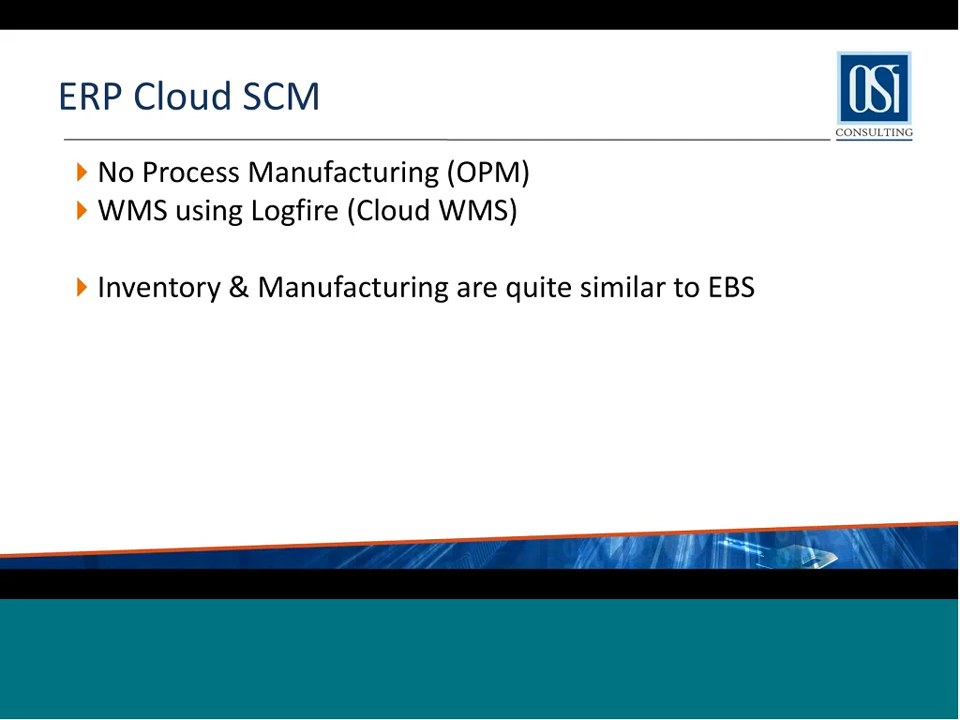 ERP Cloud SCM
OSi
CONSULTING
No Process Manufacturing (OPM)
WMS using Logfire (Cloud WMS)
Inventory & Manufacturing are quite similar to EBS